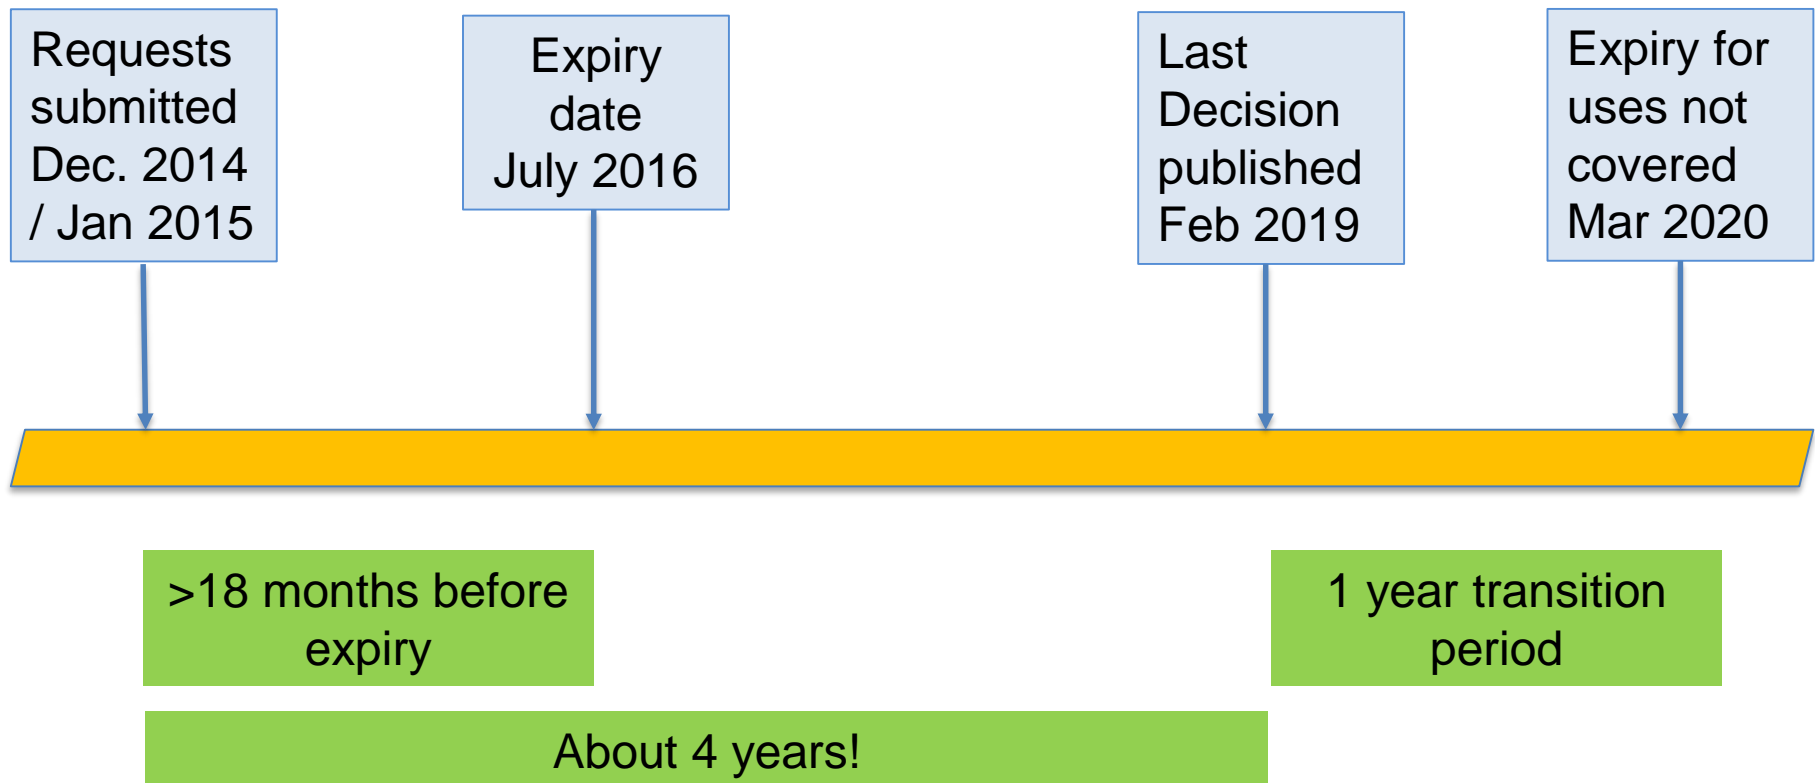 Requests
submitted
Dec. 2014
/ Jan 2015
Expiry
date
July 2016
Last
Decision
published
Feb 2019
Expiry for
uses not
covered
Mar 2020
>18 months before
expiry
1 year transition
period
About 4 years!